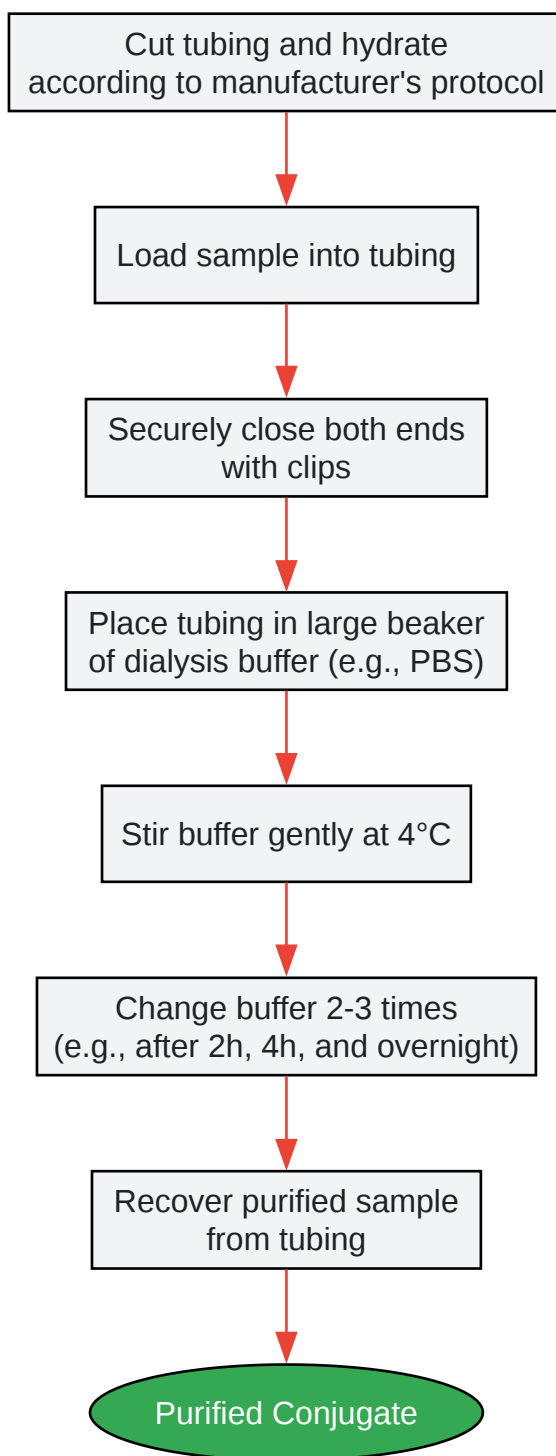 Cut tubing and hydrate
according to manufacturer's protocol
Load sample into tubing
Securely close both ends
with clips
Place tubing in large beaker
of dialysis buffer (e.g., PBS)
Stir buffer gently at 4°C
Change buffer 2-3 times
(e.g., after 2h, 4h, and overnight)
Recover purified sample
from tubing
Purified Conjugate